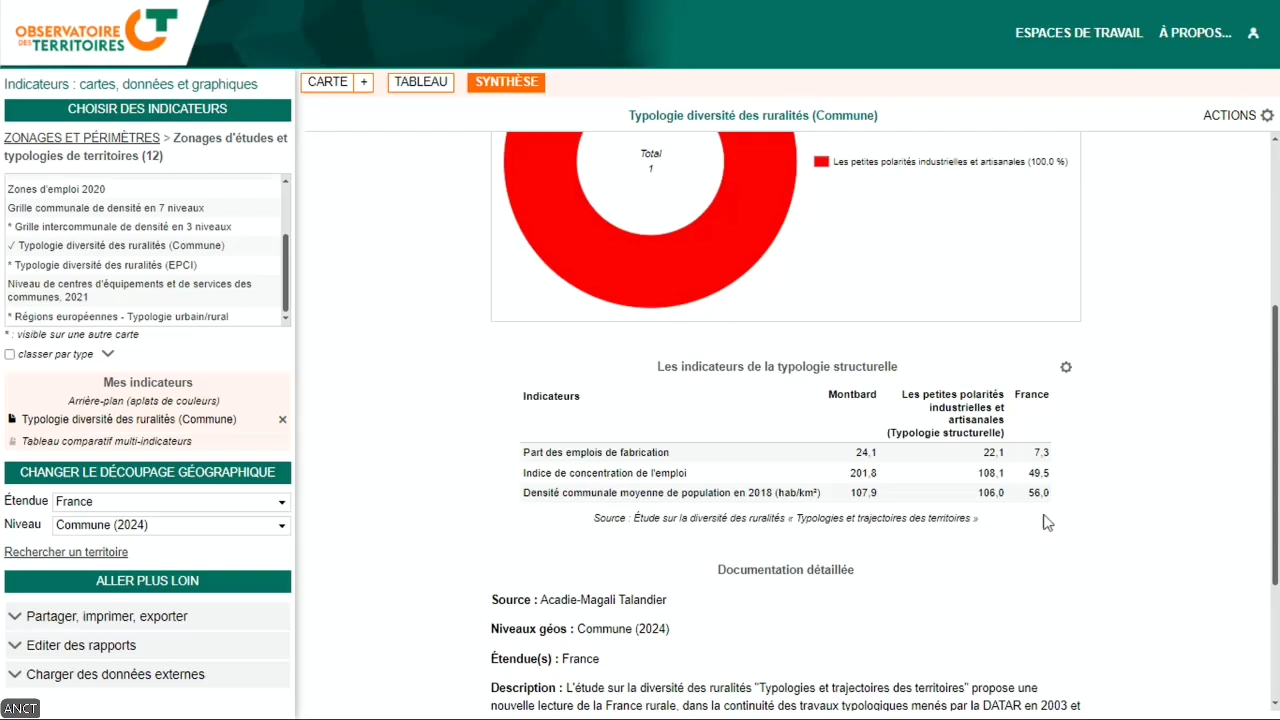 OBSERVATOIRE
DES TERRITOIRES
ESPACES DE TRAVAIL
À PROPOS...
Indicateurs : cartes, données et graphiques
CHOISIR DES INDICATEURS
ZONAGES ET PÉRIMÈTRES > Zonages d'études et
typologies de territoires (12)
Zones d'emploi 2020
Grille communale de densité en 7 niveaux
* Grille intercommunale de densité en 3 niveaux
✓ Typologie diversité des ruralités (Commune)
* Typologie diversité des ruralités (EPCI)
Niveau de centres d'équipements et de services des
communes, 2021
* Régions européennes - Typologie urbain/rural
* : visible sur une autre carte
classer par type
Mes indicateurs
Arrière-plan (aplats de couleurs)
Typologie diversité des ruralités (Commune)
Tableau comparatif multi-indicateurs
CHANGER LE DÉCOUPAGE GÉOGRAPHIQUE
Étendue France
Niveau Commune (2024)
Rechercher un territoire
ALLER PLUS LOIN
Partager, imprimer, exporter
Editer des rapports
Charger des données externes
ANCT
CARTE +
TABLEAU
SYNTHÈSE
Typologie diversité des ruralités (Commune)
ACTIONS
Total
1
Les petites polarités industrielles et artisanales (100.0 %)
Les indicateurs de la typologie structurelle
Indicateurs Montbard Les petites polarités France
industrielles et
artisanales
(Typologie structurelle)
Part des emplois de fabrication 24,1 22,1 7,3
Indice de concentration de l'emploi 201,8 108,1 49,5
Densité communale moyenne de population en 2018 (hab/km²) 107,9 106,0 56,0
Source : Étude sur la diversité des ruralités « Typologies et trajectoires des territoires »
Documentation détaillée
Source : Acadie-Magali Talandier
Niveaux géos : Commune (2024)
Étendue(s) : France
Description : L'étude sur la diversité des ruralités "Typologies et trajectoires des territoires" propose une
nouvelle lecture de la France rurale, dans la continuité des travaux typologiques menés par la DATAR en 2003 et